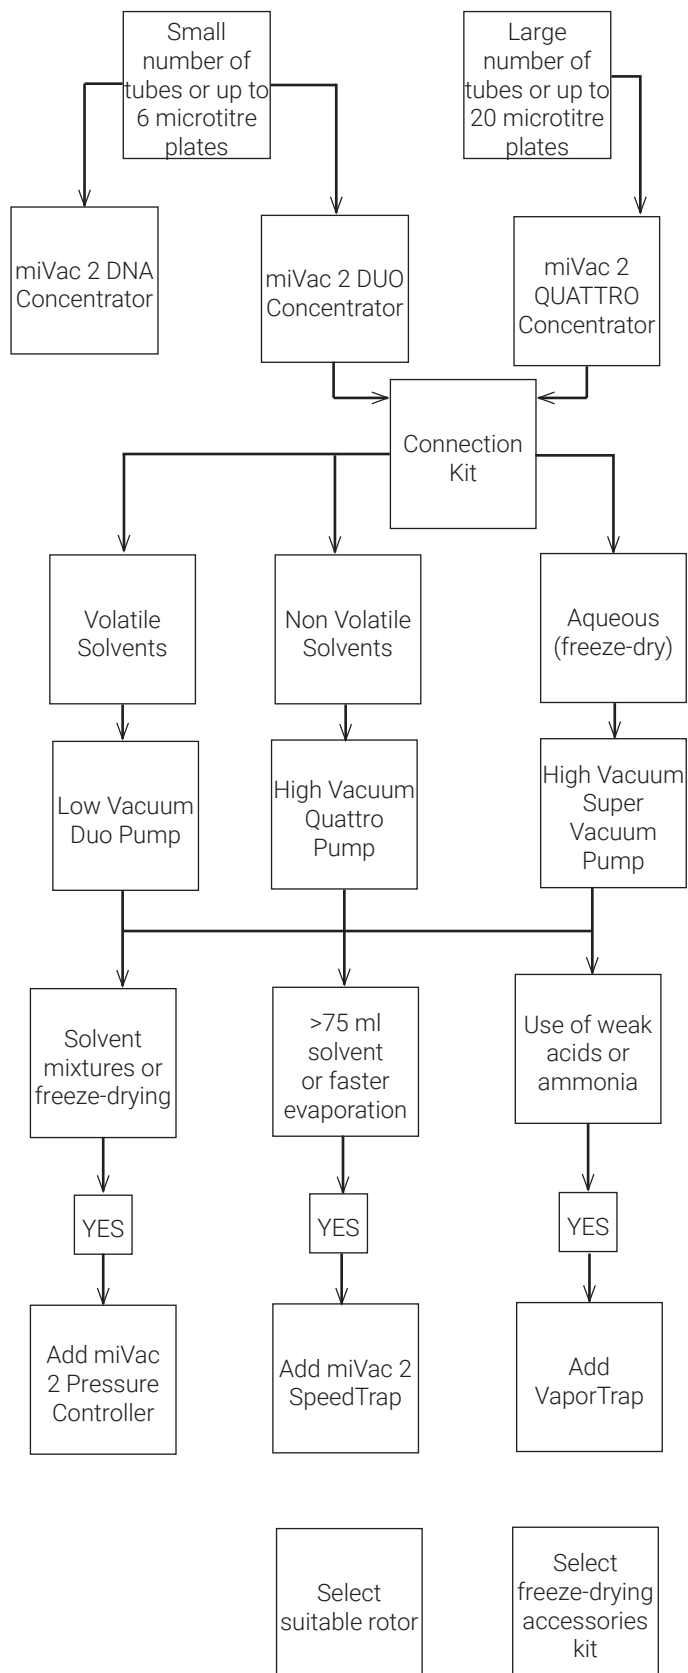 Small
number of
tubes or up to
6 microtitre
plates
Large
number of
tubes or up to
20 microtitre
plates
miVac 2 DNA
Concentrator
miVac 2 DUO
Concentrator
miVac 2
QUATTRO
Concentrator
Connection
Kit
Volatile
Solvents
Non Volatile
Solvents
Aqueous
(freeze-dry)
Low Vacuum
Duo Pump
High Vacuum
Quattro
Pump
High Vacuum
Super
Vacuum
Pump
Solvent
mixtures or
freeze-drying
>75 ml
solvent
or faster
evaporation
Use of weak
acids or
ammonia
YES
YES
YES
Add miVac
2 Pressure
Controller
Add miVac 2
SpeedTrap
Add
VaporTrap
Select
suitable rotor
Select
freeze-drying
accessories
kit